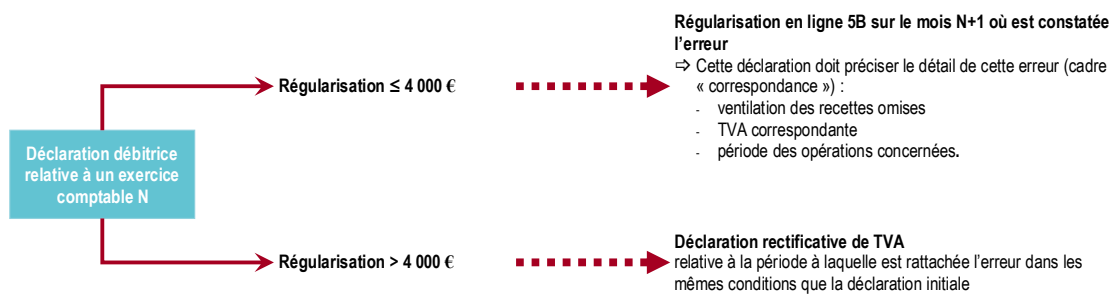 Déclaration débitrice
relative à un exercice
comptable N
Régularisation ≤ 4 000 €
Régularisation en ligne 5B sur le mois N+1 où est constatée
l'erreur
⇨ Cette déclaration doit préciser le détail de cette erreur (cadre
« correspondance ») :
- ventilation des recettes omises
- TVA correspondante
- période des opérations concernées.
Régularisation > 4 000 €
Déclaration rectificative de TVA
relative à la période à laquelle est rattachée l'erreur dans les
mêmes conditions que la déclaration initiale